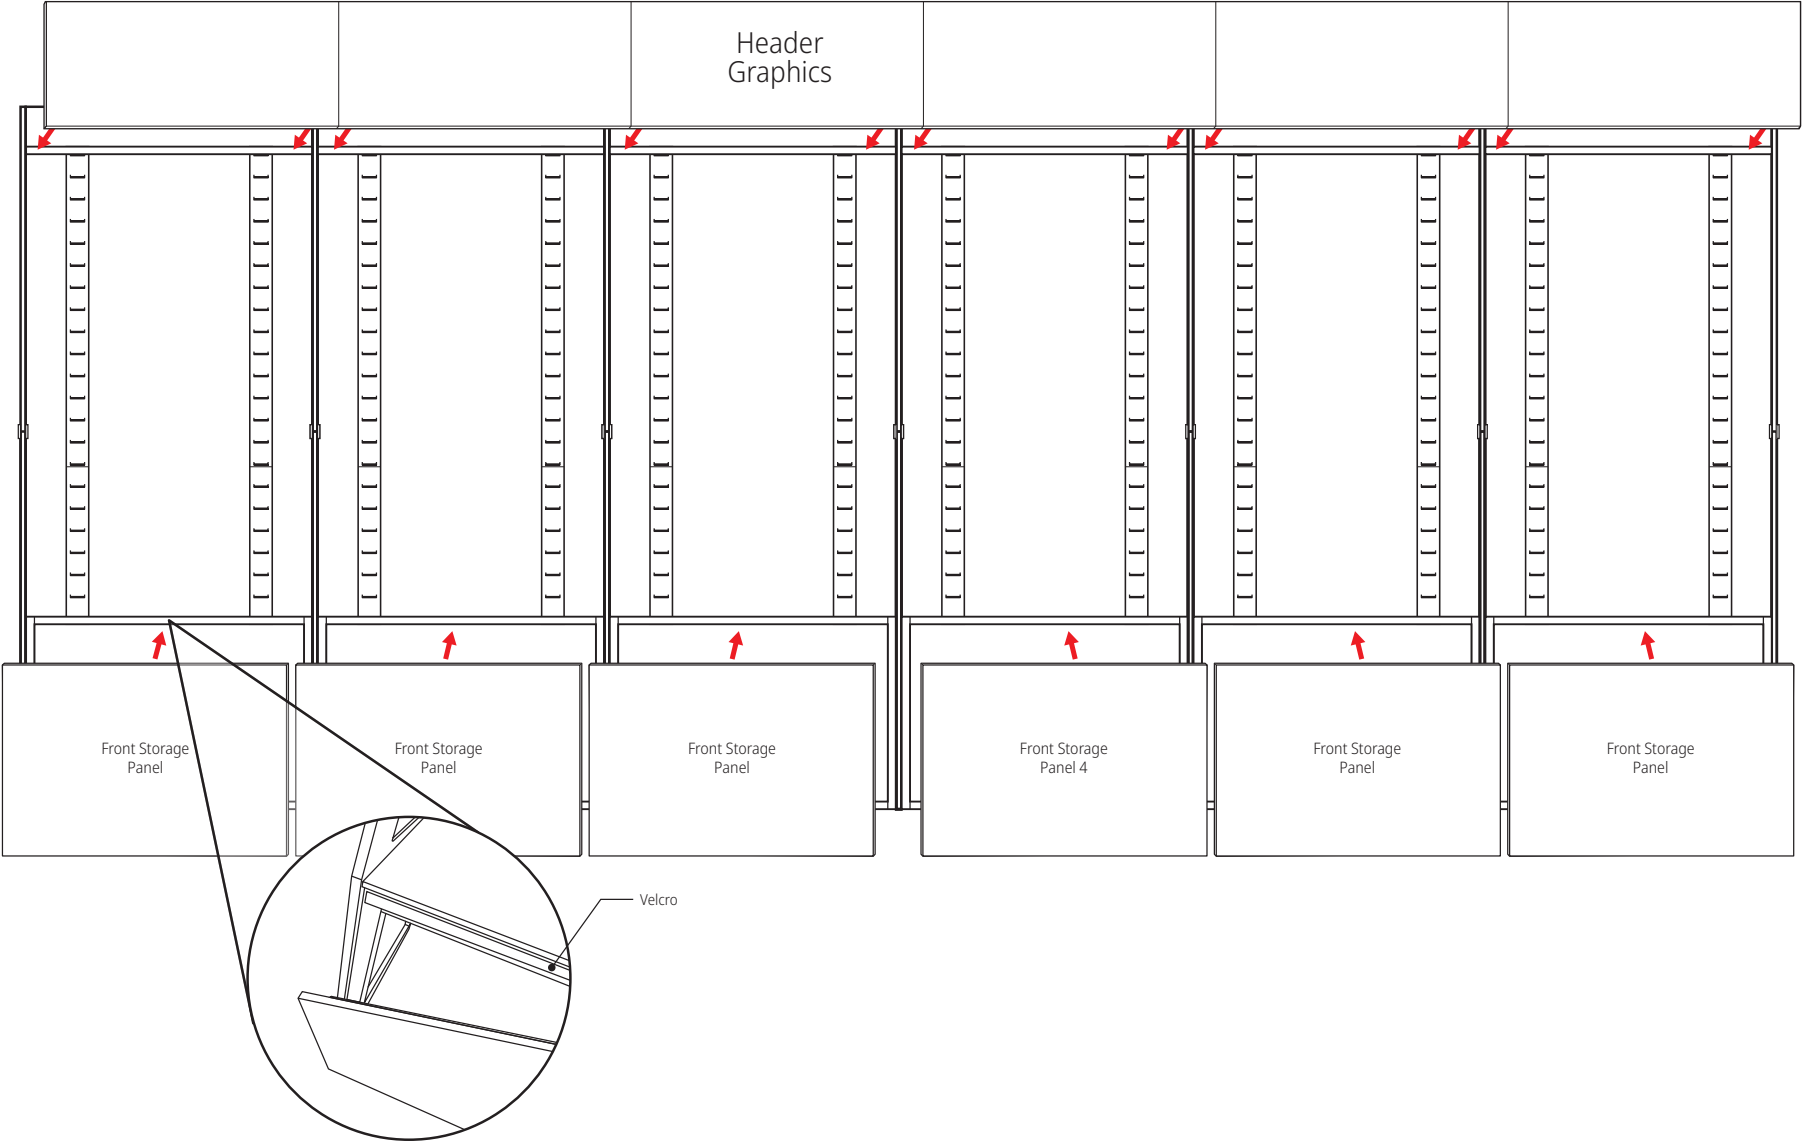 Header
Graphics
Front Storage
Panel
Front Storage
Panel
Front Storage
Panel
Front Storage
Panel 4
Front Storage
Panel
Front Storage
Panel
Velcro